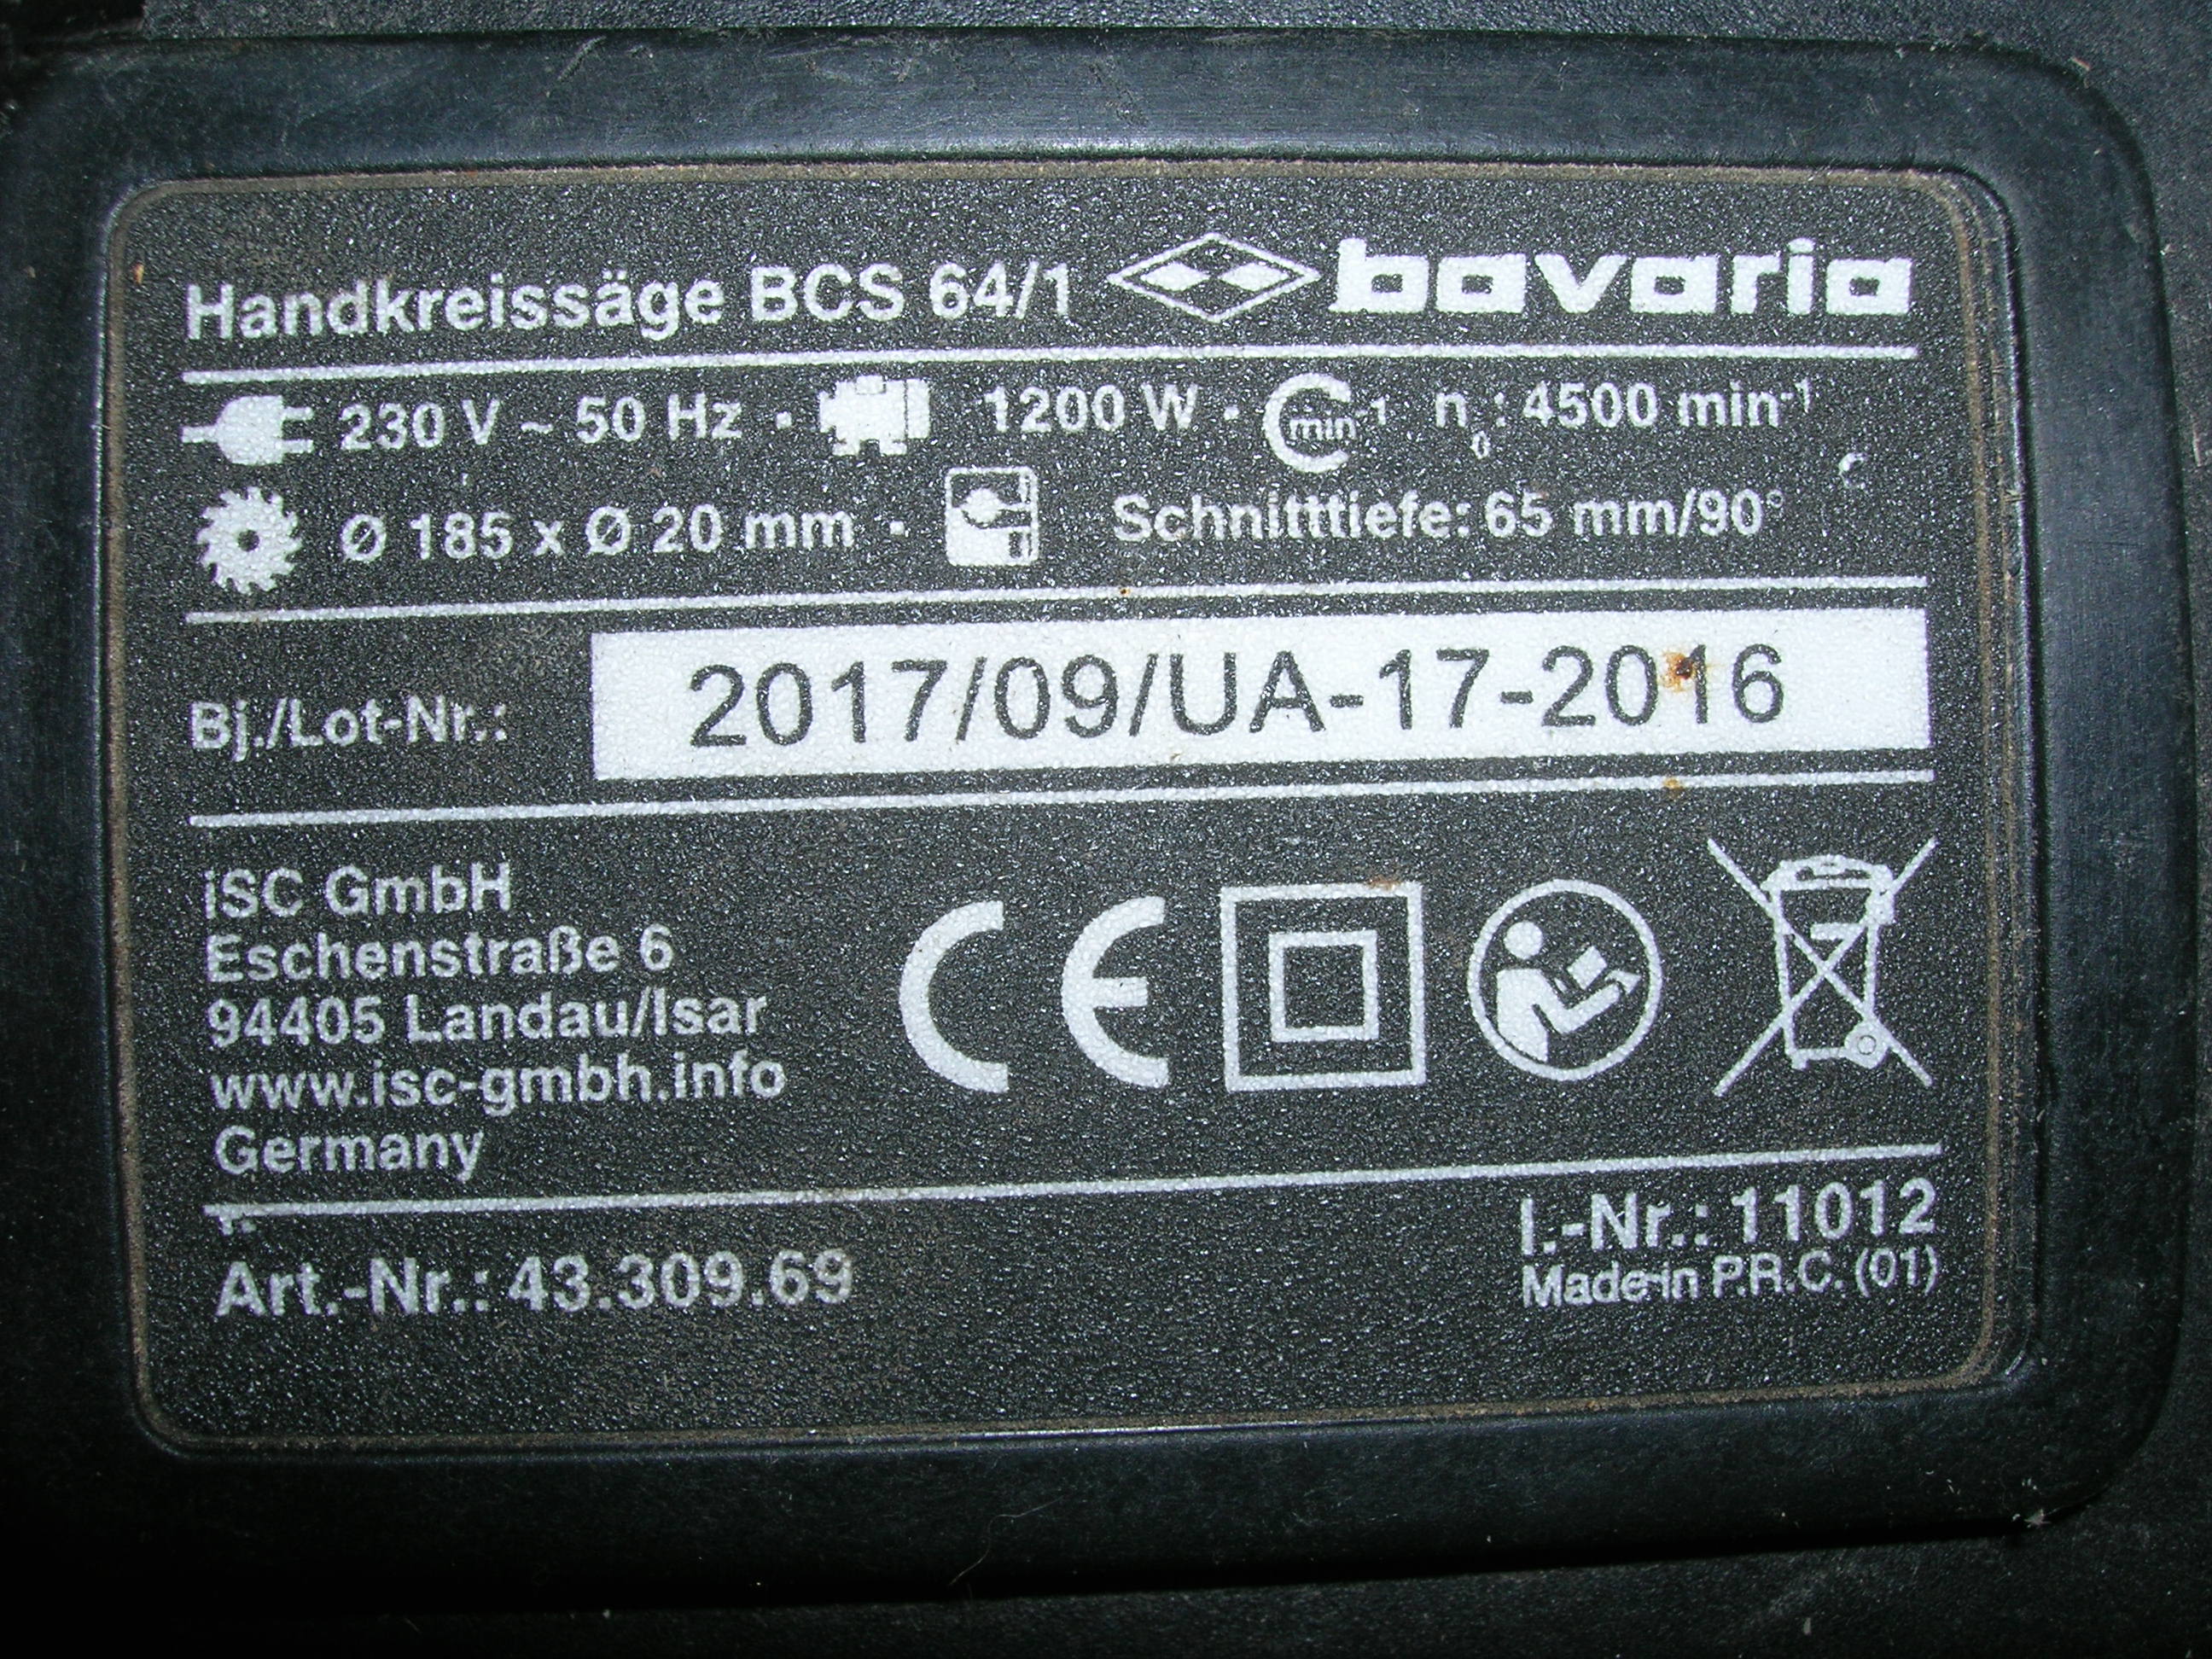 Handkreissäge BCS 64/1 bavaria
230 V ~ 50 Hz · 1200 W · min⁻¹ n₀: 4500 min⁻¹
Ø 185 x Ø 20 mm · Schnitttiefe: 65 mm/90°
Bj./Lot-Nr.: 2017/09/UA-17-2016
iSC GmbH
Eschenstraße 6
94405 Landau/Isar
www.isc-gmbh.info
Germany
CE
Art.-Nr.: 43.309.69
I.-Nr.: 11012
Made in P.R.C. (01)